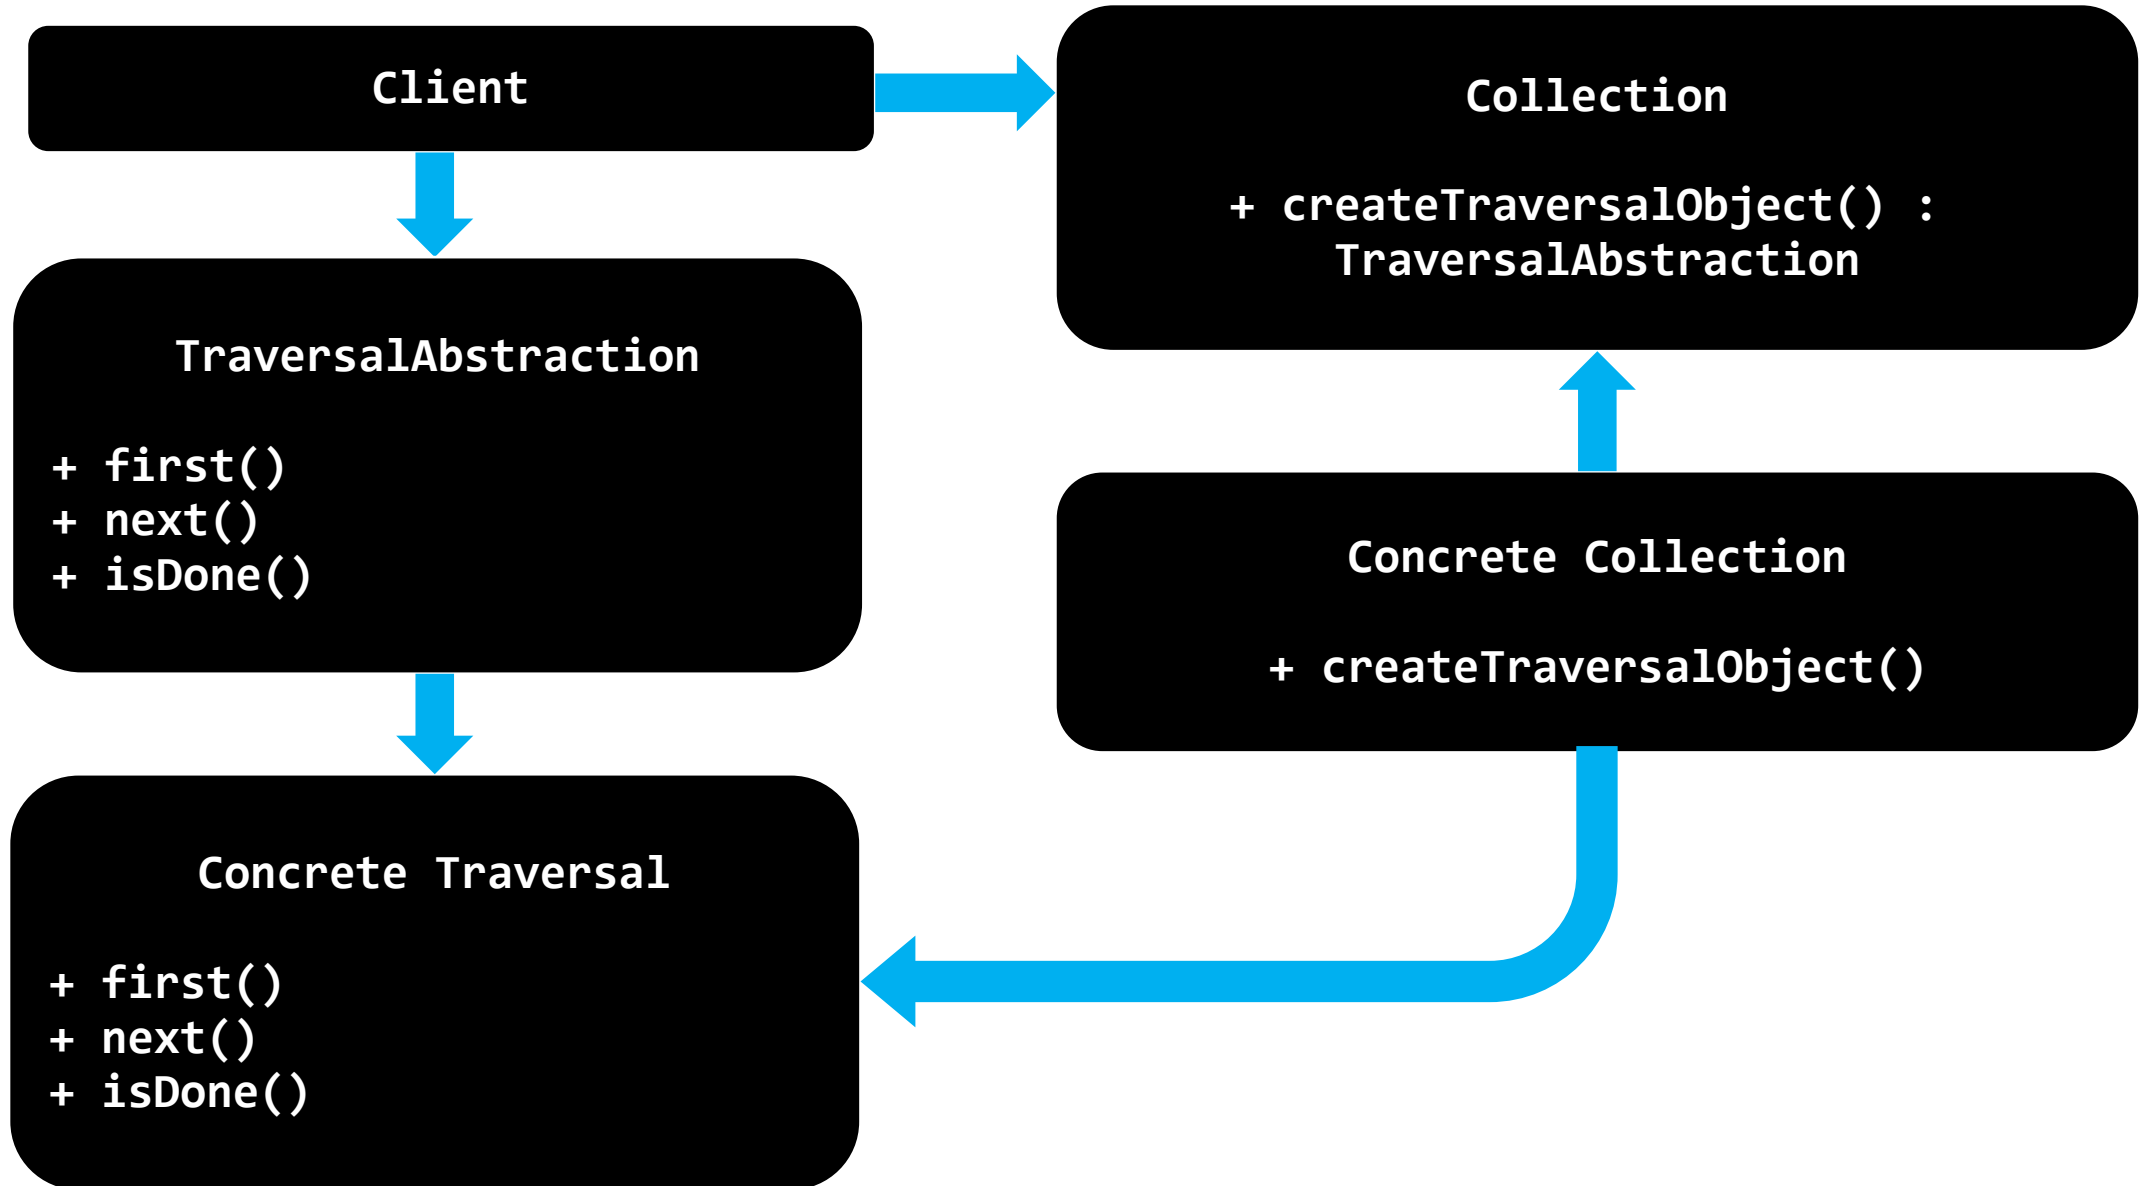 Client
Collection
+ createTraversalObject() :
TraversalAbstraction
TraversalAbstraction
+ first()
+ next()
+ isDone()
Concrete Collection
+ createTraversalObject()
Concrete Traversal
+ first()
+ next()
+ isDone()